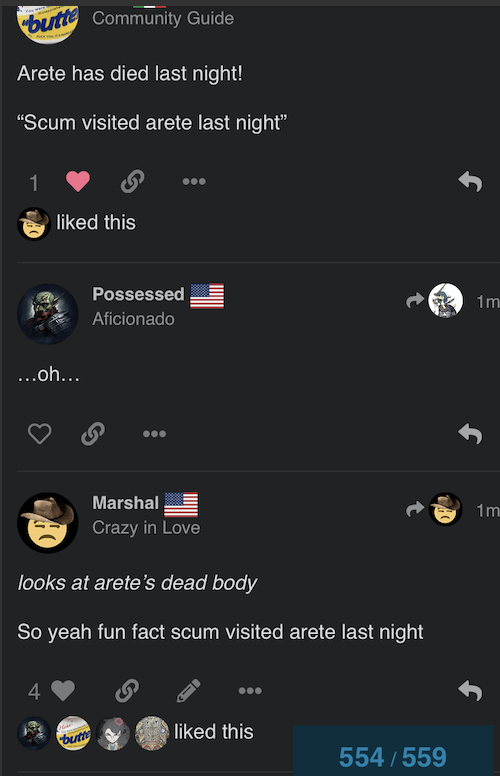 butte
Community Guide
Arete has died last night!
“Scum visited arete last night”
1
liked this
Possessed
1m
Aficionado
…oh…
Marshal
1m
Crazy in Love
looks at arete’s dead body
So yeah fun fact scum visited arete last night
4
butte
liked this
554 / 559